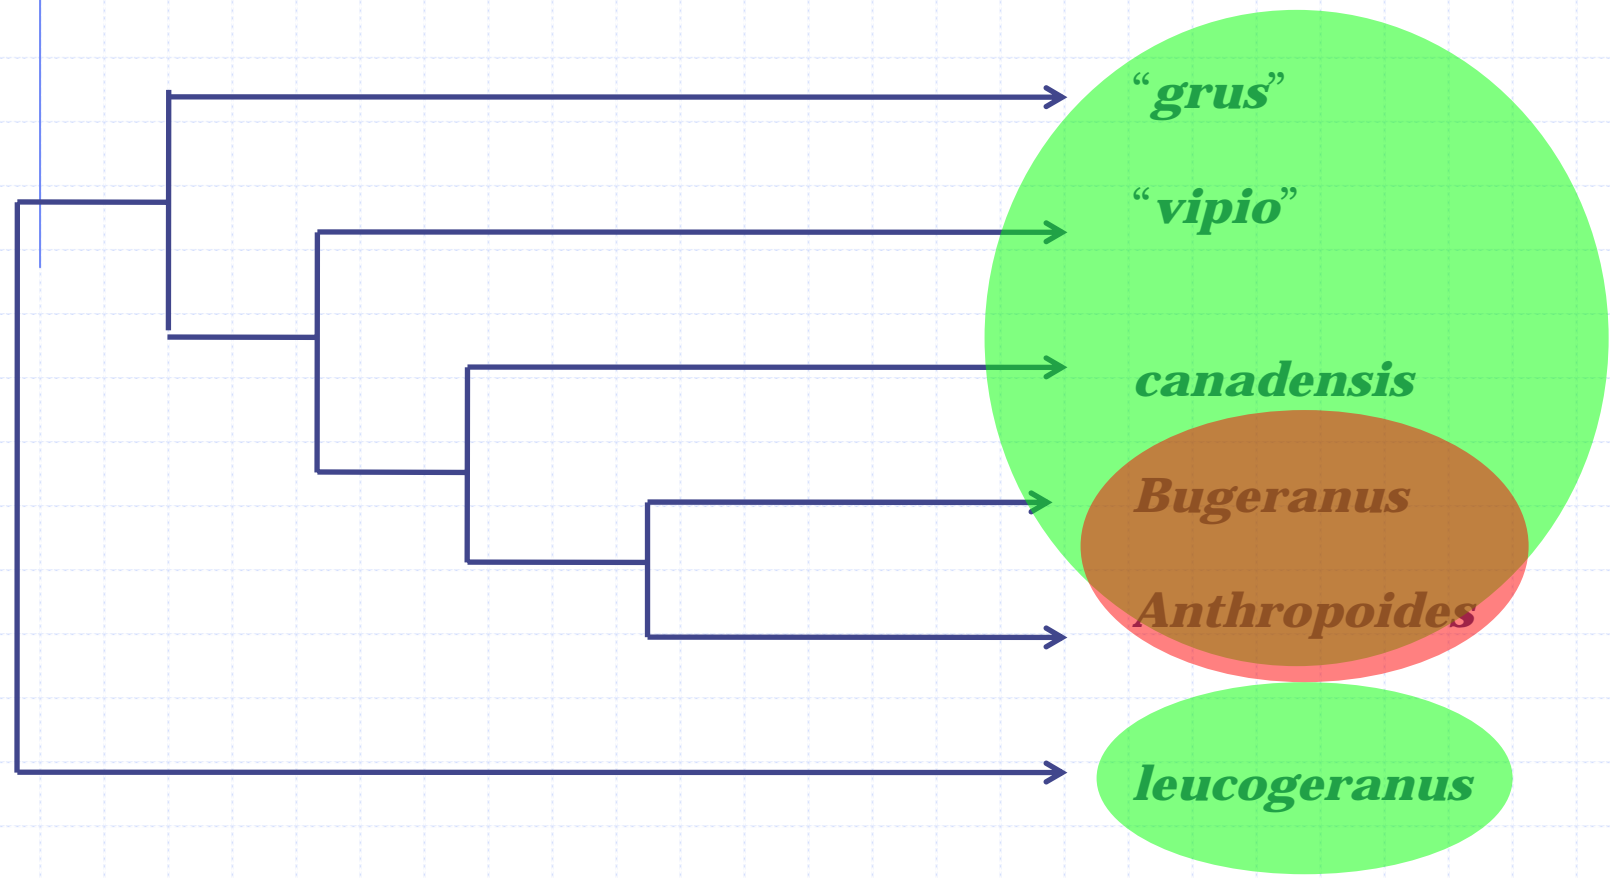 “grus”
“vipio”
canadensis
Bugeranus
Anthropoides
leucogeranus